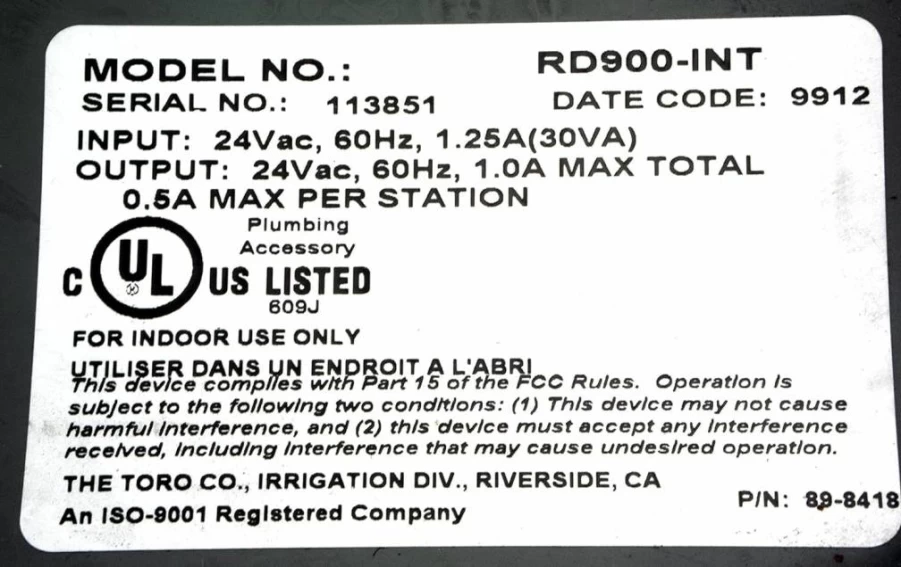 MODEL NO.: RD900-INT
SERIAL NO.: 113851 DATE CODE: 9912
INPUT: 24Vac, 60Hz, 1.25A(30VA)
OUTPUT: 24Vac, 60Hz, 1.0A MAX TOTAL
0.5A MAX PER STATION
Plumbing
Accessory
C UL US LISTED
609J
FOR INDOOR USE ONLY
UTILISER DANS UN ENDROIT A L'ABRI
This device complies with Part 15 of the FCC Rules. Operation is
subject to the following two conditions: (1) This device may not cause
harmful interference, and (2) this device must accept any interference
received, including interference that may cause undesired operation.
THE TORO CO., IRRIGATION DIV., RIVERSIDE, CA
P/N: 89-8418
An ISO-9001 Registered Company